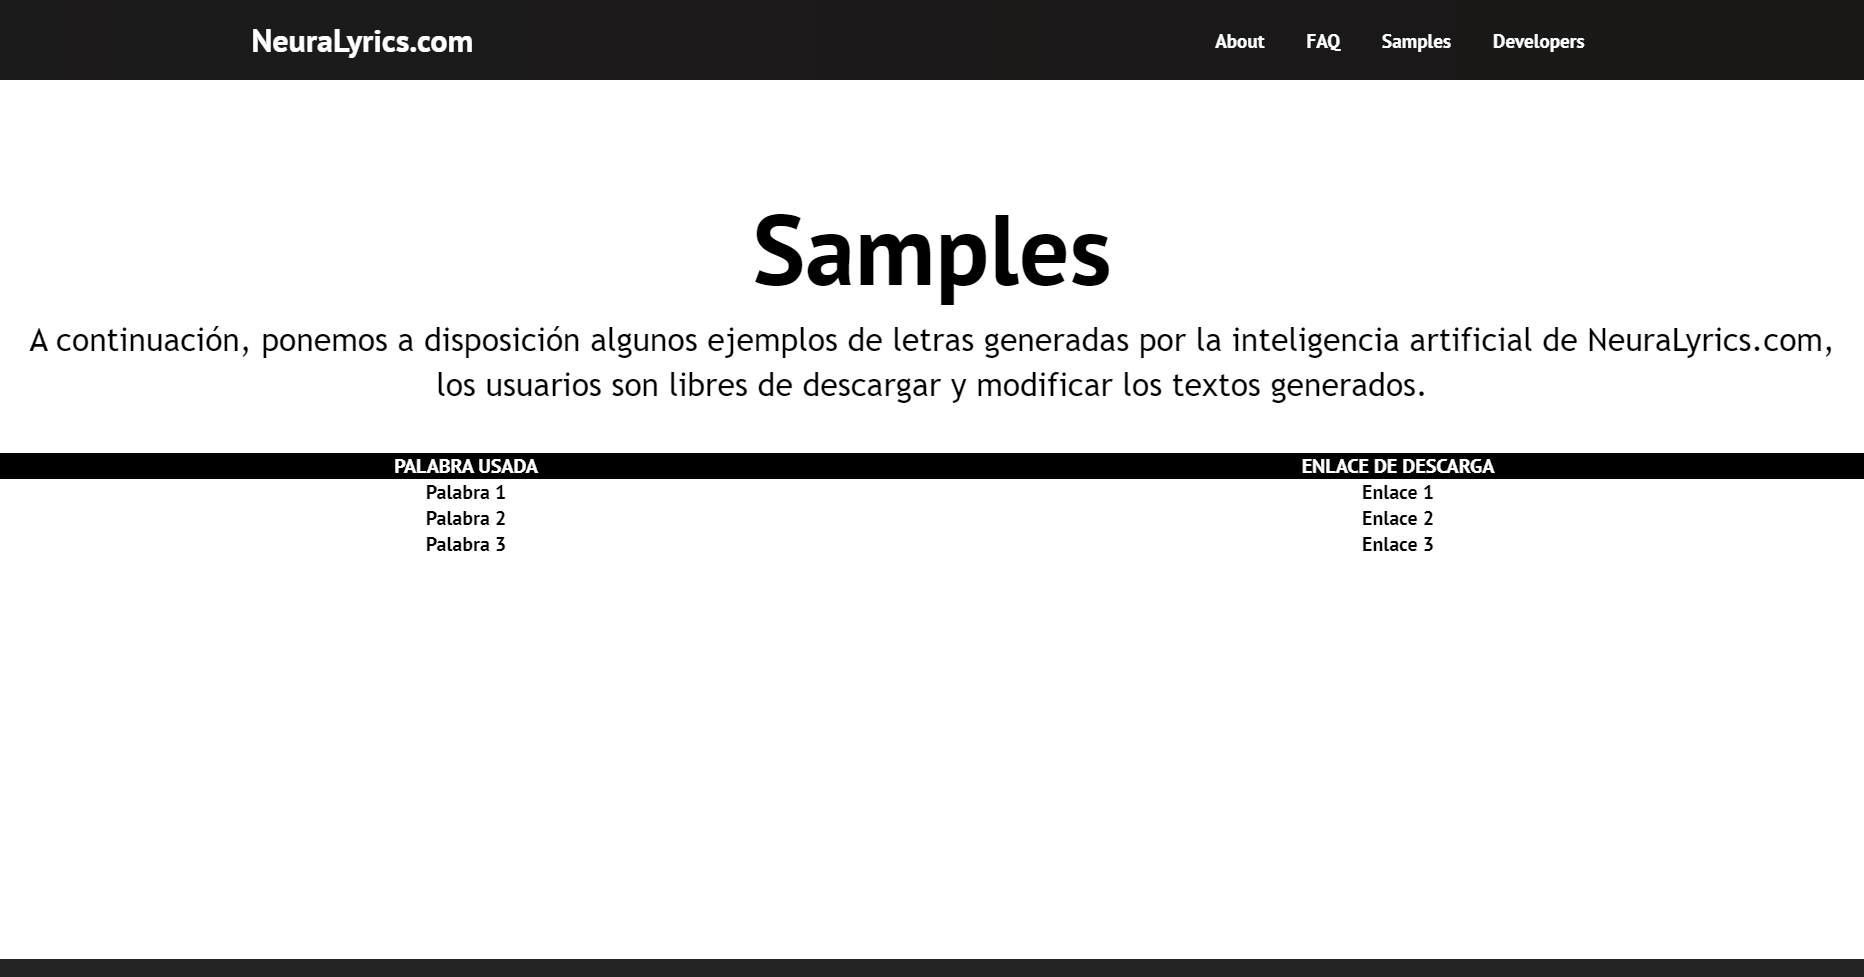 NeuraLyrics.com About FAQ Samples Developers
Samples
A continuación, ponemos a disposición algunos ejemplos de letras generadas por la inteligencia artificial de NeuraLyrics.com,
los usuarios son libres de descargar y modificar los textos generados.
PALABRA USADA ENLACE DE DESCARGA
Palabra 1 Enlace 1
Palabra 2 Enlace 2
Palabra 3 Enlace 3